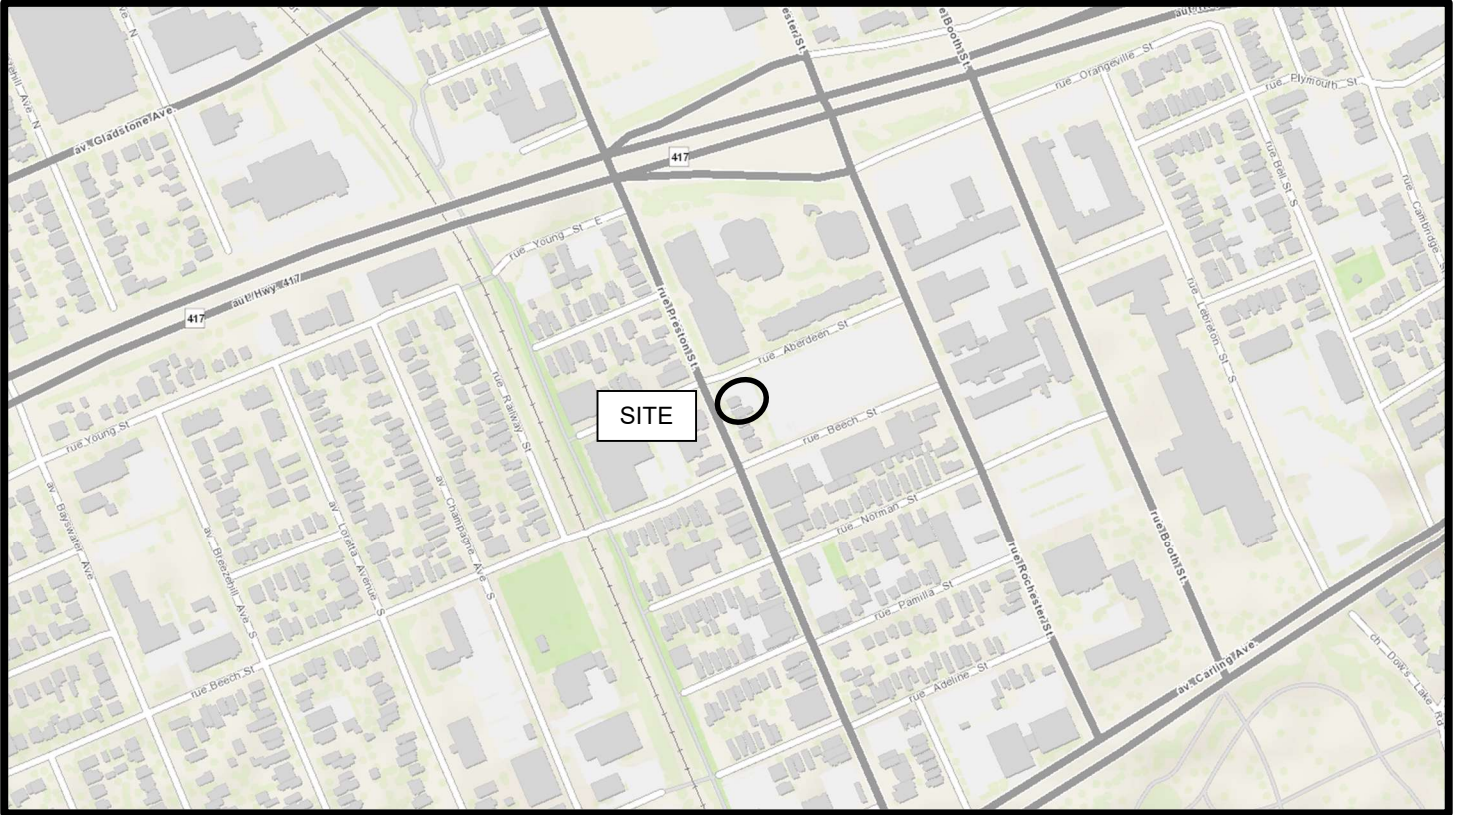 ester St.
e Booth St.
rue Orangeville St
rue Plymouth St
av. Gladstone Ave.
417
rue Bell St S
rue Cambridge S
rue Young St E
aut. Hwy. 417
417
rue Preston St.
rue Aberdeen St
rue Lebreton St S
SITE
rue Railway St
rue Beech St
rue Young St
av. Bayswater Ave
av. Breezehill Ave S
av. Loretta Avenue S
av. Champagne Ave S
rue Norman St
rue Booth St.
rue Rochester St.
rue Pamilla St
rue Beech St
rue Adeline St
av. Carling Ave.
ch Dow's Lake Rd